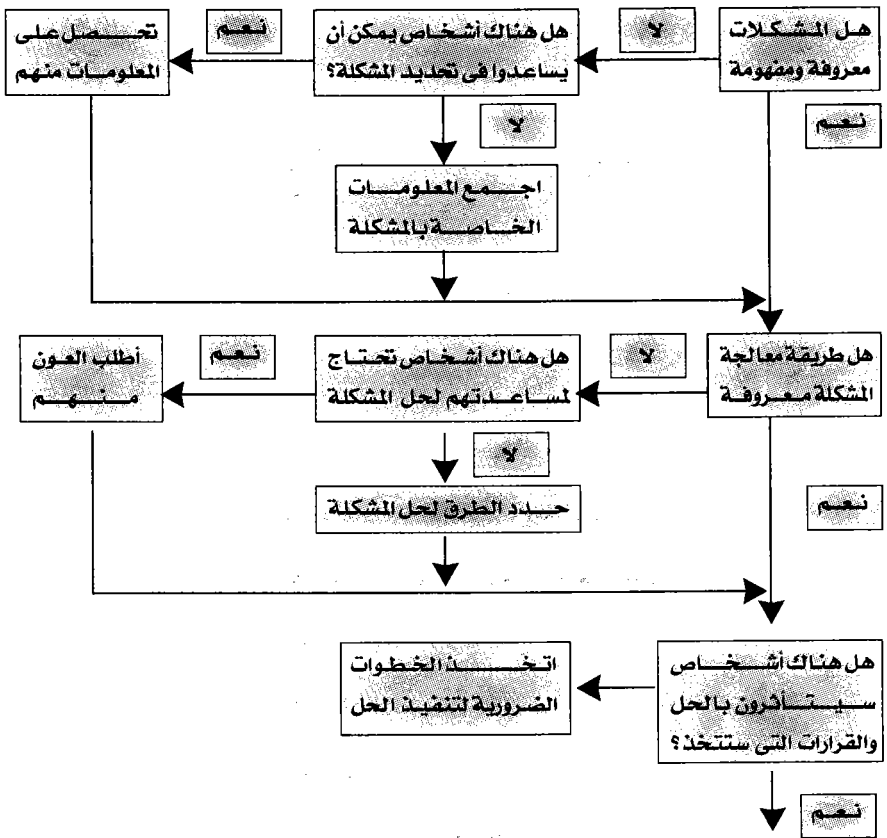 هل المشكلات
معروفة ومفهومة
لا
هل هناك أشخاص يمكن أن
يساعدوا فى تحديد المشكلة؟
نعم
تحصل على
المعلومات منهم
نعم
لا
اجمع المعلومات
الخاصة بالمشكلة
هل طريقة معالجة
المشكلة معروفة
لا
هل هناك أشخاص تحتاج
لمساعدتهم لحل المشكلة
نعم
أطلب العون
منهم
لا
حدد الطرق لحل المشكلة
نعم
هل هناك أشخاص
سيتأثرون بالحل
والقرارات التى ستتخذ؟
اتخذ الخطوات
الضرورية لتنفيذ الحل
نعم